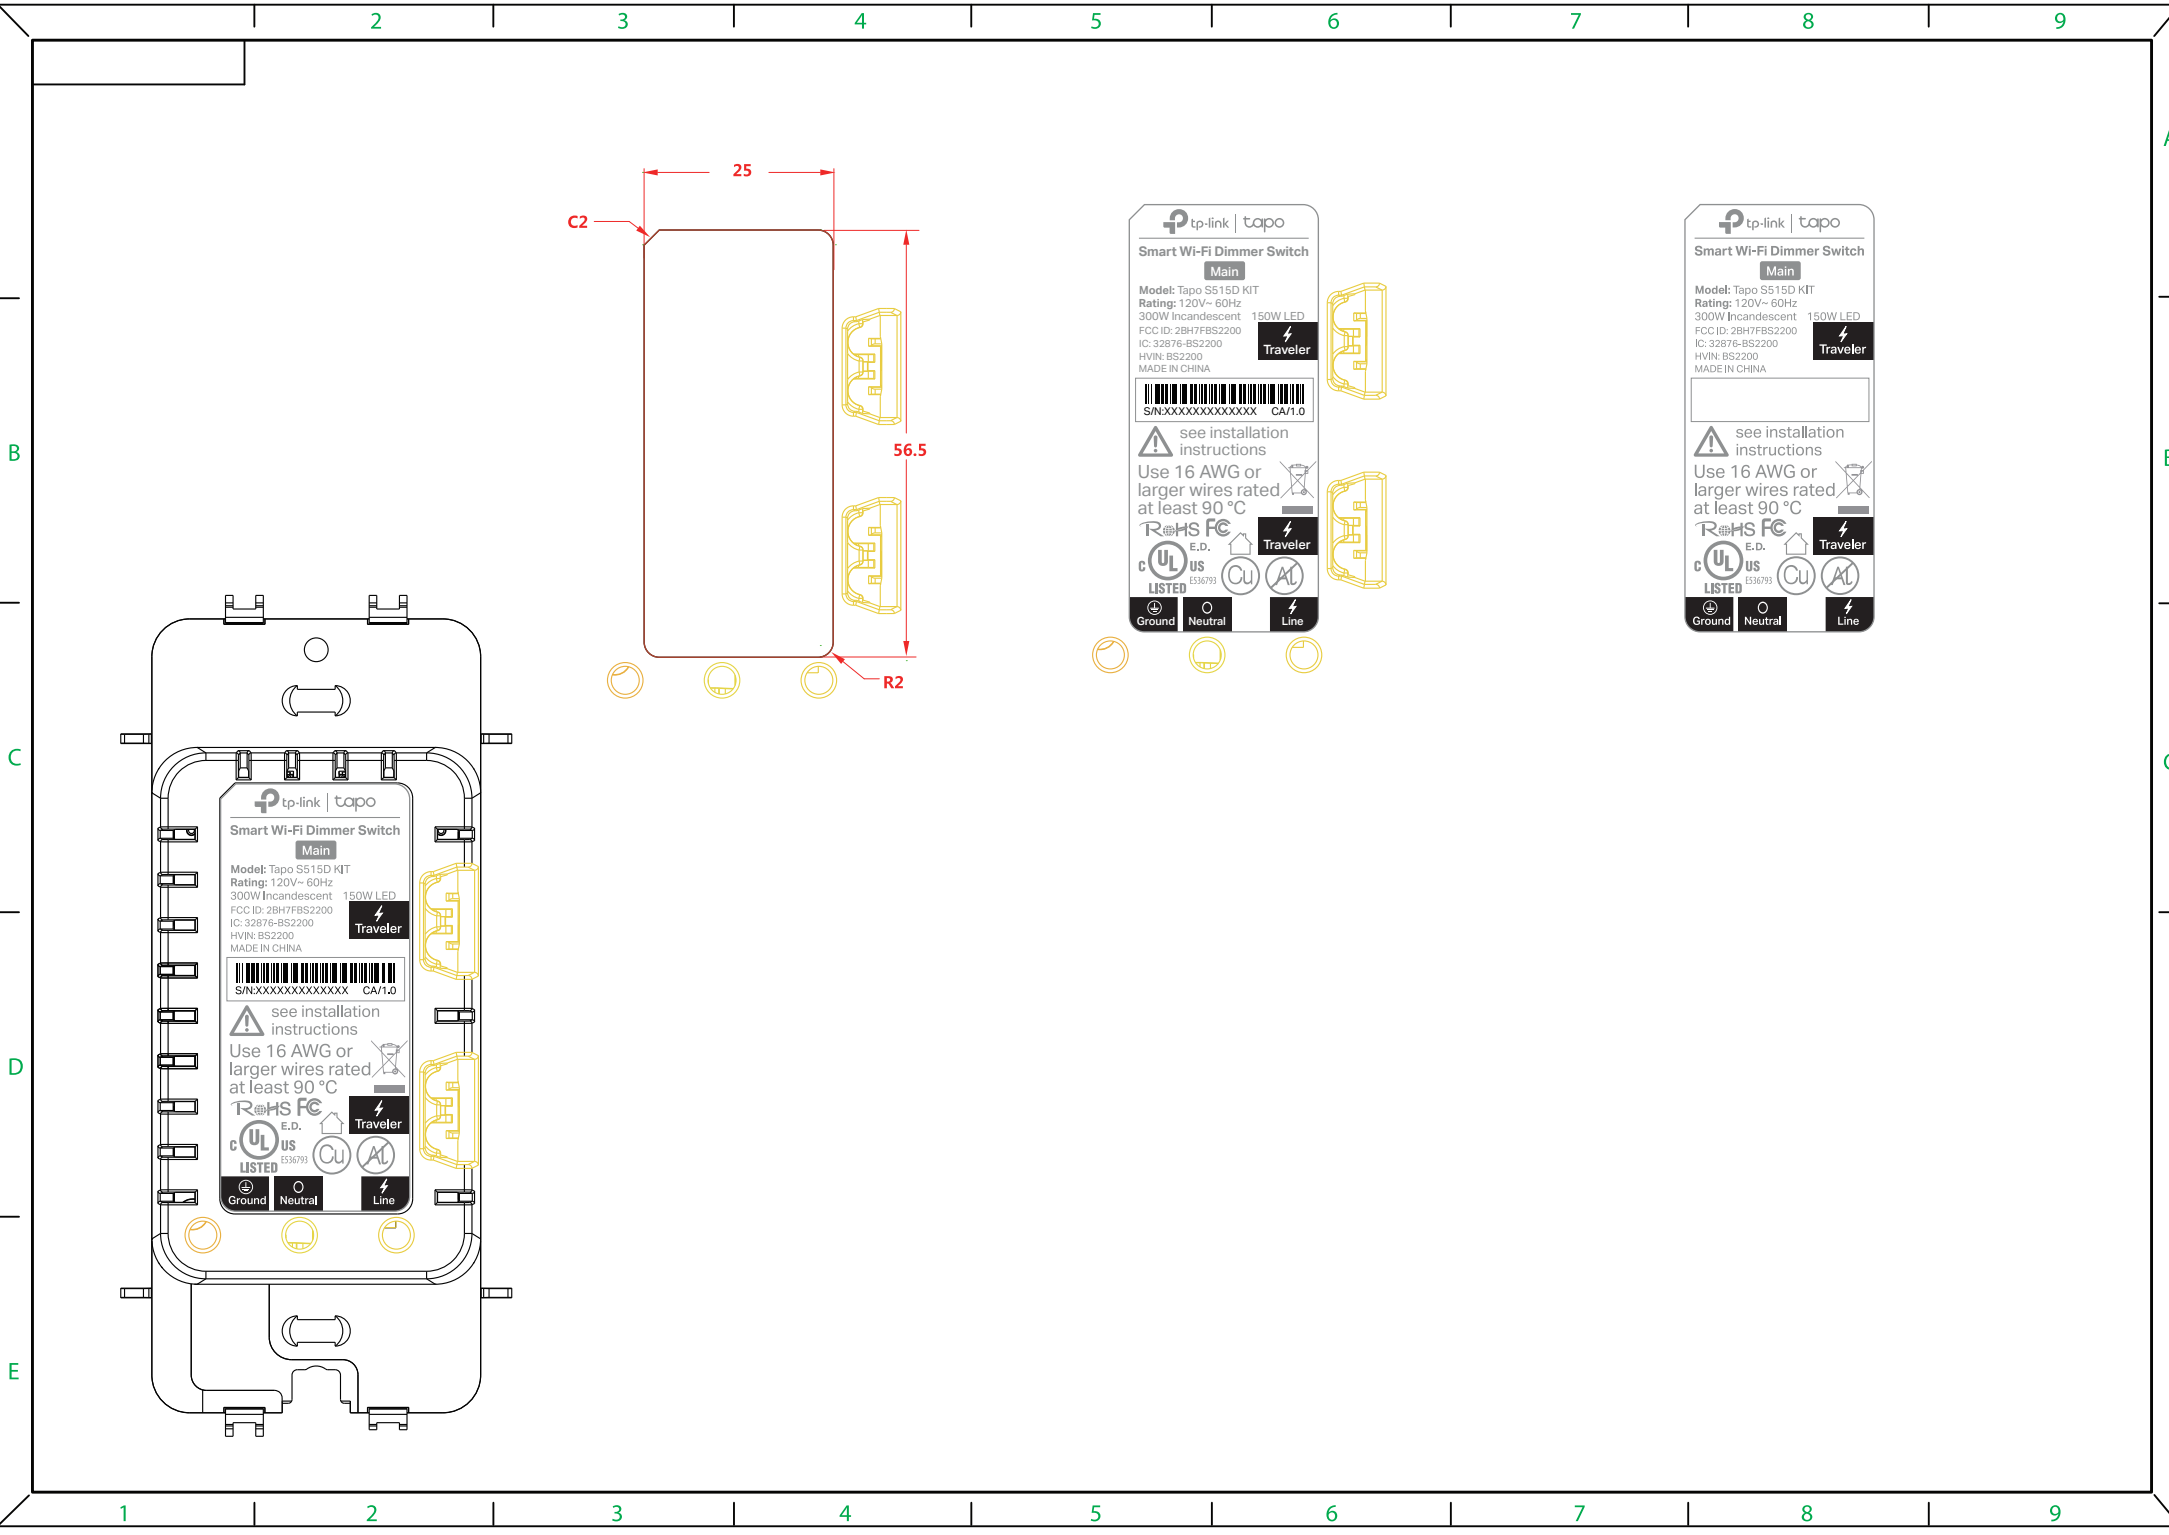 2
3
4
5
6
7
8
9
A
25
C2
56.5
R2
tp-link | tapo
Smart Wi-Fi Dimmer Switch
Main
Model: Tapo S515D KIT
Rating: 120V~ 60Hz
300W Incandescent 150W LED
FCC ID: 2BH7FBS2200
IC: 32876-BS2200
HVIN: BS2200
MADE IN CHINA
Traveler
S/N:XXXXXXXXXXXXX CA/1.0
see installation
instructions
Use 16 AWG or
larger wires rated
at least 90 °C
RoHS FC
E.D.
Traveler
C UL US
LISTED
E536793
Cu
Al
Ground
Neutral
Line
tp-link | tapo
Smart Wi-Fi Dimmer Switch
Main
Model: Tapo S515D KIT
Rating: 120V~ 60Hz
300W Incandescent 150W LED
FCC ID: 2BH7FBS2200
IC: 32876-BS2200
HVIN: BS2200
MADE IN CHINA
Traveler
see installation
instructions
Use 16 AWG or
larger wires rated
at least 90 °C
RoHS FC
E.D.
Traveler
C UL US
LISTED
E536793
Cu
Al
Ground
Neutral
Line
B
B
C
C
tp-link | tapo
Smart Wi-Fi Dimmer Switch
Main
Model: Tapo S515D KIT
Rating: 120V~ 60Hz
300W Incandescent 150W LED
FCC ID: 2BH7FBS2200
IC: 32876-BS2200
HVIN: BS2200
MADE IN CHINA
Traveler
S/N:XXXXXXXXXXXXX CA/1.0
see installation
instructions
Use 16 AWG or
larger wires rated
at least 90 °C
RoHS FC
E.D.
Traveler
C UL US
LISTED
E536793
Cu
Al
Ground
Neutral
Line
D
E
1
2
3
4
5
6
7
8
9